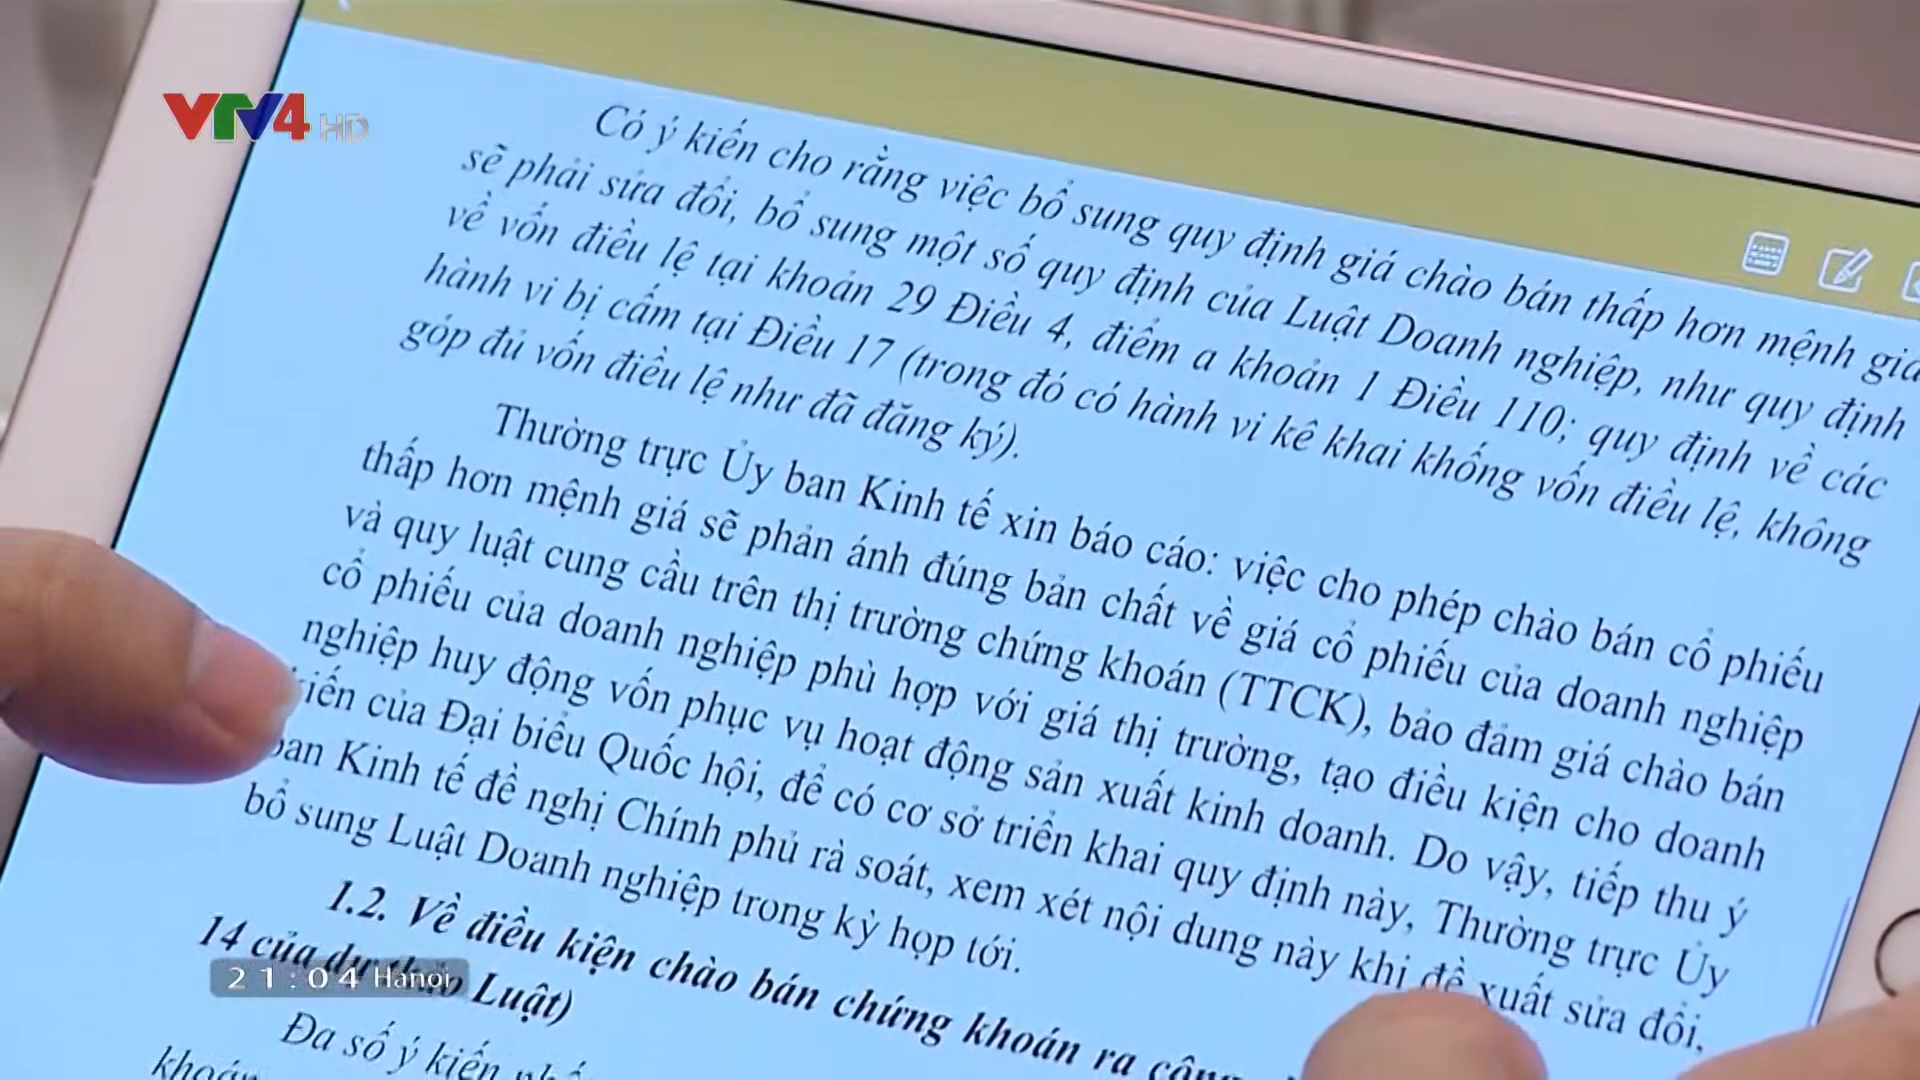 VTV4 HD
Có ý kiến cho rằng việc bổ sung quy định giá chào bán thấp hơn mệnh giá
sẽ phải sửa đổi, bổ sung một số quy định của Luật Doanh nghiệp, như quy định
về vốn điều lệ tại khoản 29 Điều 4, điểm a khoản 1 Điều 110; quy định về các
hành vi bị cấm tại Điều 17 (trong đó có hành vi kê khai khống vốn điều lệ, không
góp đủ vốn điều lệ như đã đăng ký).
Thường trực Ủy ban Kinh tế xin báo cáo: việc cho phép chào bán cổ phiếu
thấp hơn mệnh giá sẽ phản ánh đúng bản chất về giá cổ phiếu của doanh nghiệp
và quy luật cung cầu trên thị trường chứng khoán (TTCK), bảo đảm giá chào bán
cổ phiếu của doanh nghiệp phù hợp với giá thị trường, tạo điều kiện cho doanh
nghiệp huy động vốn phục vụ hoạt động sản xuất kinh doanh. Do vậy, tiếp thu ý
kiến của Đại biểu Quốc hội, để có cơ sở triển khai quy định này, Thường trực Ủy
ban Kinh tế đề nghị Chính phủ rà soát, xem xét nội dung này khi đề xuất sửa đổi,
bổ sung Luật Doanh nghiệp trong kỳ họp tới.
1.2. Về điều kiện chào bán chứng khoán ra công
14 của dự thảo Luật)
Đa số ý kiến
khoán
21:04 Hanoi